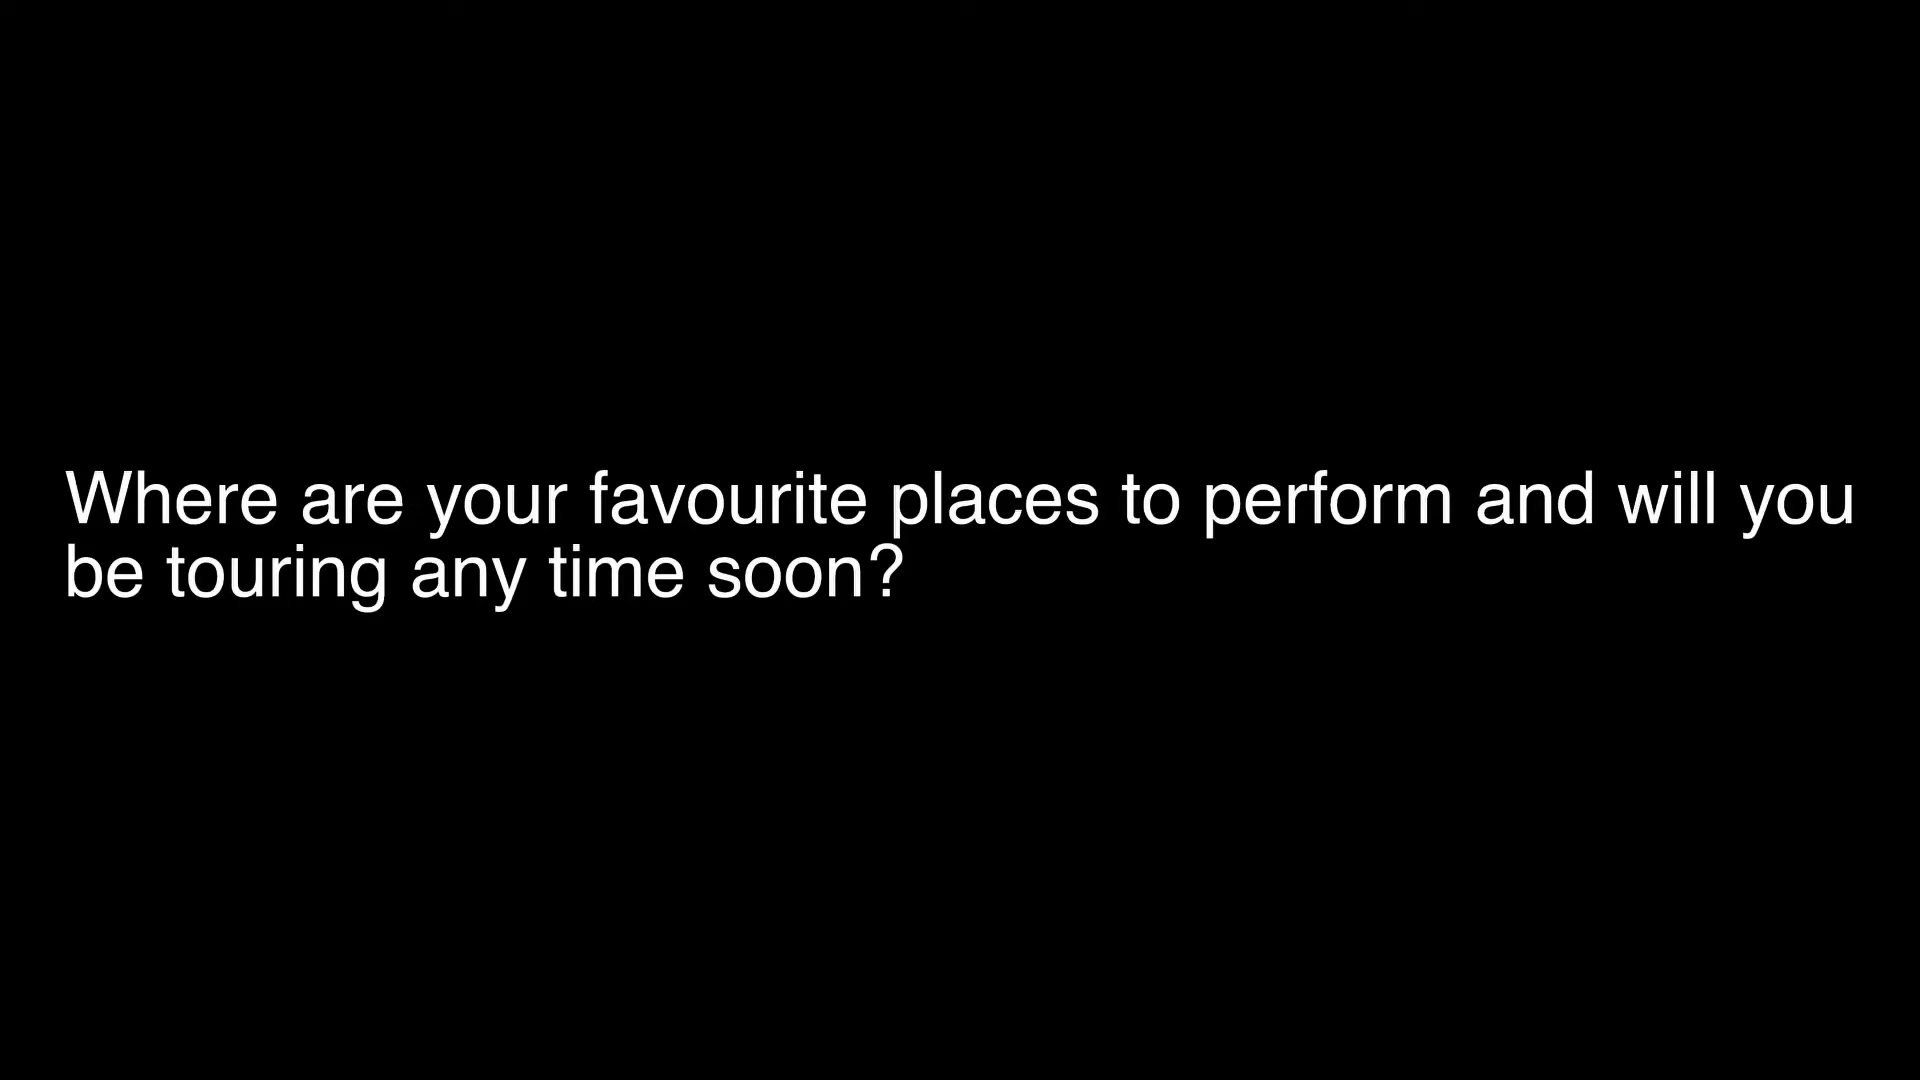 Where are your favourite places to perform and will you
be touring any time soon?